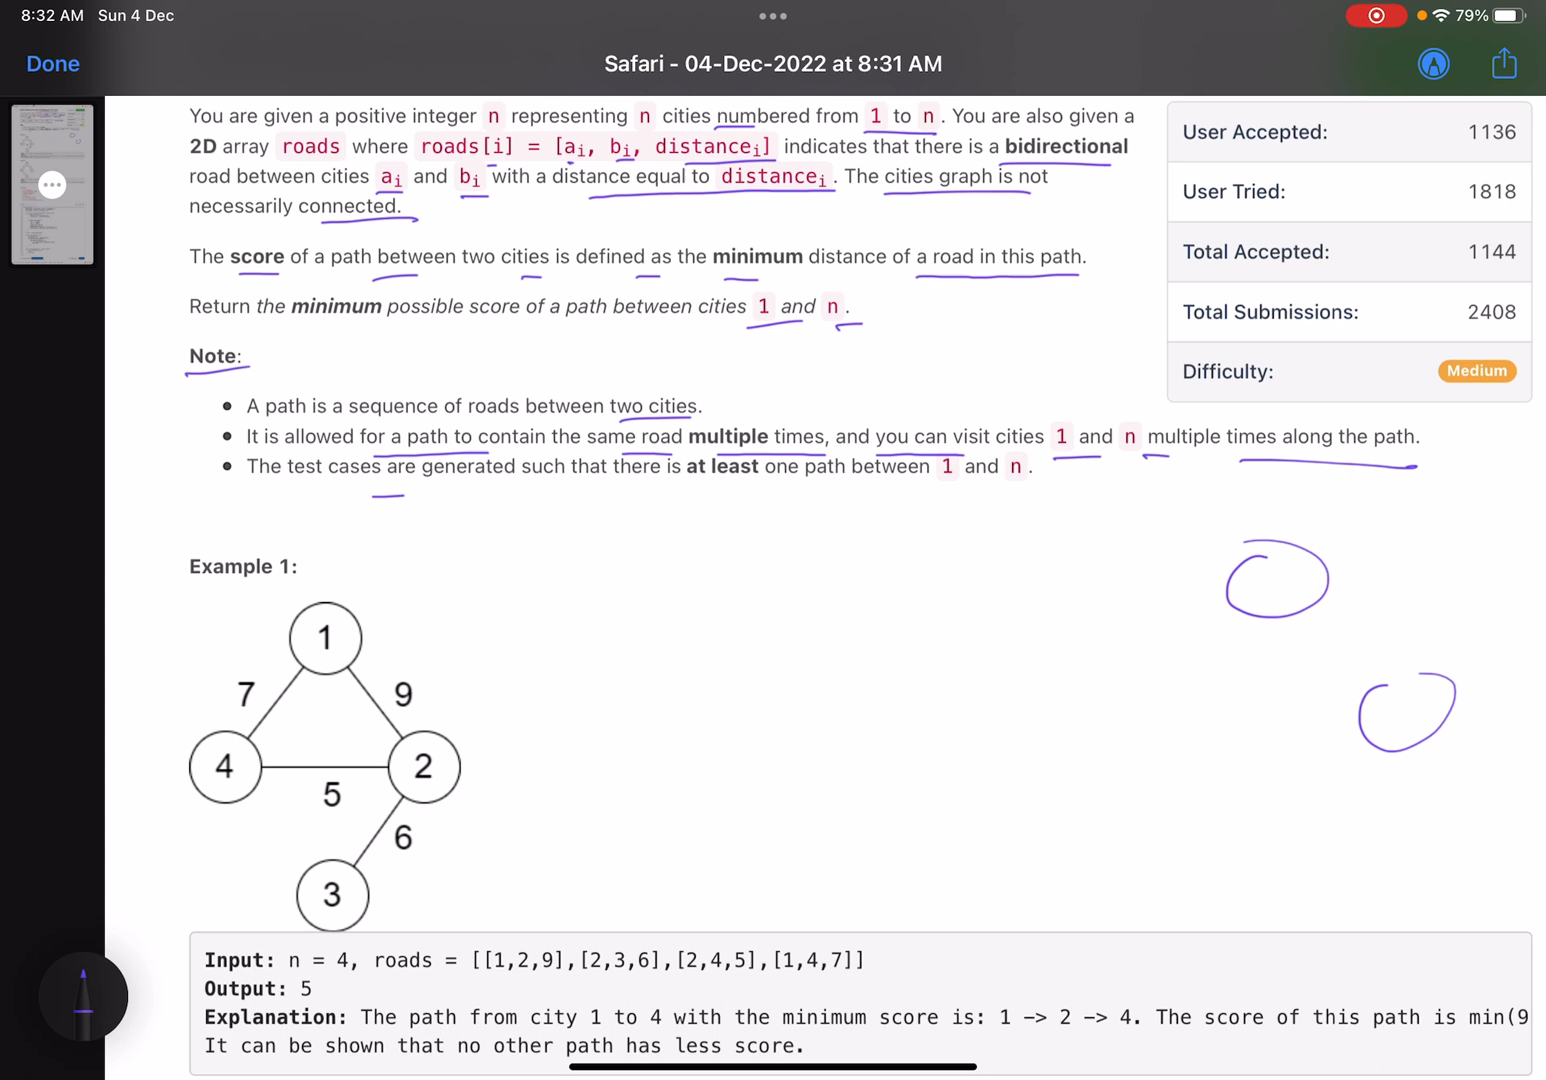 8:32 AM Sun 4 Dec
79%
Done
Safari - 04-Dec-2022 at 8:31 AM
You are given a positive integer n representing n cities numbered from 1 to n. You are also given a
2D array roads where roads[i] = [aᵢ, bᵢ, distanceᵢ] indicates that there is a bidirectional
road between cities aᵢ and bᵢ with a distance equal to distanceᵢ. The cities graph is not
necessarily connected.
The score of a path between two cities is defined as the minimum distance of a road in this path.
Return the minimum possible score of a path between cities 1 and n.
Note:
A path is a sequence of roads between two cities.
It is allowed for a path to contain the same road multiple times, and you can visit cities 1 and n multiple times along the path.
The test cases are generated such that there is at least one path between 1 and n.
User Accepted: 1136
User Tried: 1818
Total Accepted: 1144
Total Submissions: 2408
Difficulty: Medium
Example 1:
1
7 9
4 2
5
6
3
Input: n = 4, roads = [[1,2,9],[2,3,6],[2,4,5],[1,4,7]]
Output: 5
Explanation: The path from city 1 to 4 with the minimum score is: 1 -> 2 -> 4. The score of this path is min(9
It can be shown that no other path has less score.